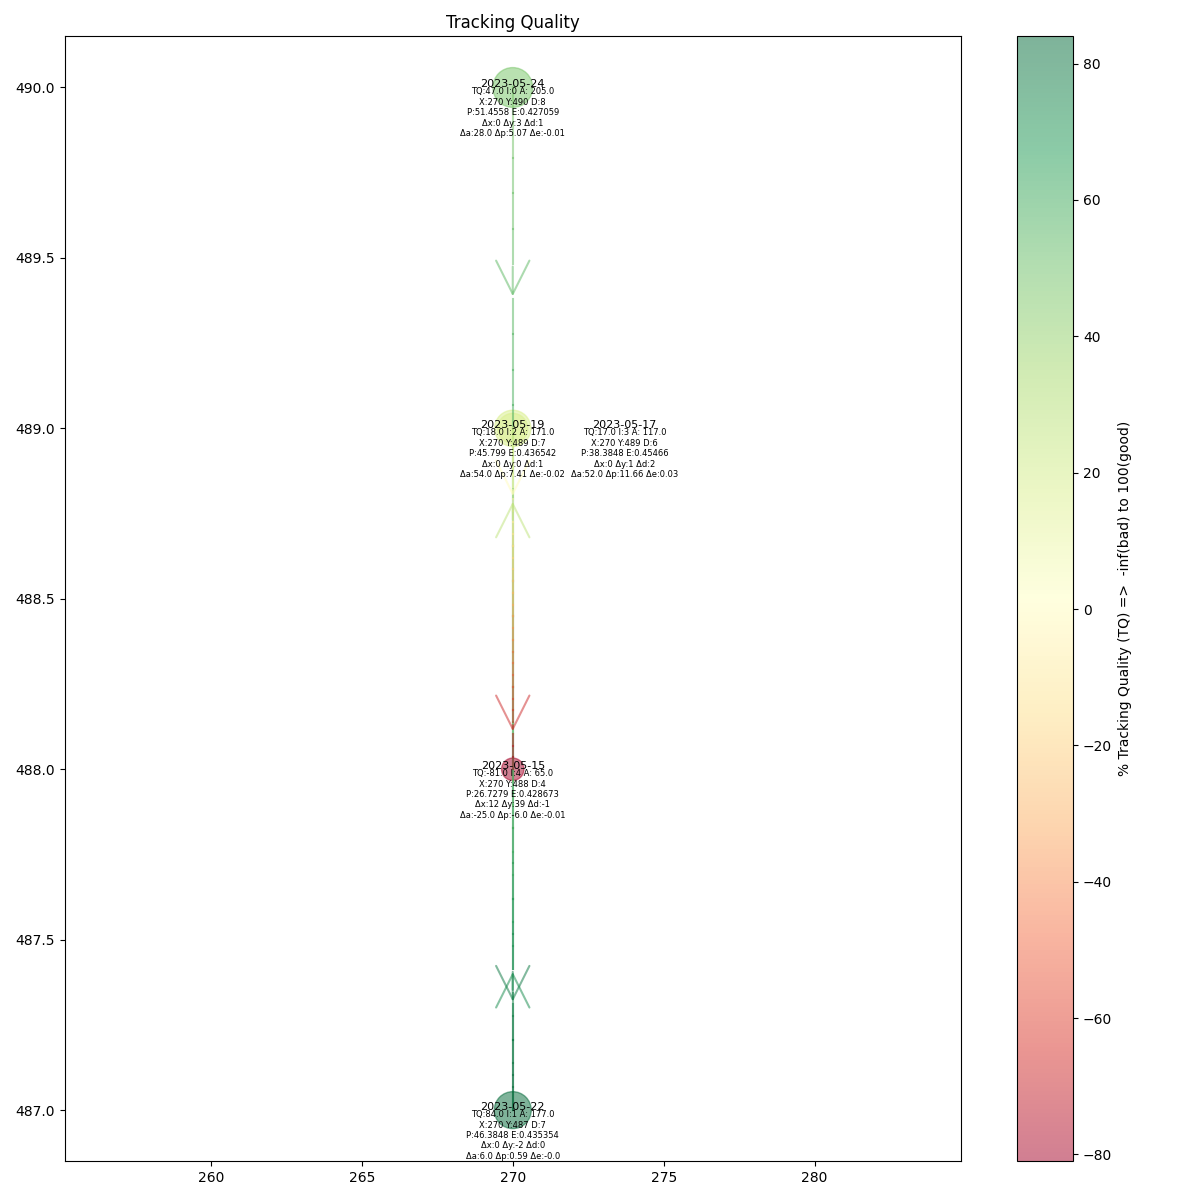 Tracking Quality
490.0
489.5
489.0
488.5
488.0
487.5
487.0
2023-05-24
TQ:47.0 I:0 A: 205.0
X:270 Y:490 D:8
P:51.4558 E:0.427059
Δx:0 Δy:3 Δd:1
Δa:28.0 Δp:5.07 Δe:-0.01
2023-05-19
TQ:18.0 I:2 A: 171.0
X:270 Y:489 D:7
P:45.799 E:0.436542
Δx:0 Δy:0 Δd:1
Δa:54.0 Δp:7.41 Δe:-0.02
2023-05-17
TQ:17.0 I:3 A: 117.0
X:270 Y:489 D:6
P:38.3848 E:0.45466
Δx:0 Δy:1 Δd:2
Δa:52.0 Δp:11.66 Δe:0.03
2023-05-15
TQ:-81.0 I:4 A: 65.0
X:270 Y:488 D:4
P:26.7279 E:0.428673
Δx:12 Δy:39 Δd:-1
Δa:-25.0 Δp:-6.0 Δe:-0.01
2023-05-22
TQ:84.0 I:1 A: 177.0
X:270 Y:487 D:7
P:46.3848 E:0.435354
Δx:0 Δy:-2 Δd:0
Δa:6.0 Δp:0.59 Δe:-0.0
260
265
270
275
280
80
60
40
20
0
−20
−40
−60
−80
% Tracking Quality (TQ) =>  -inf(bad) to 100(good)